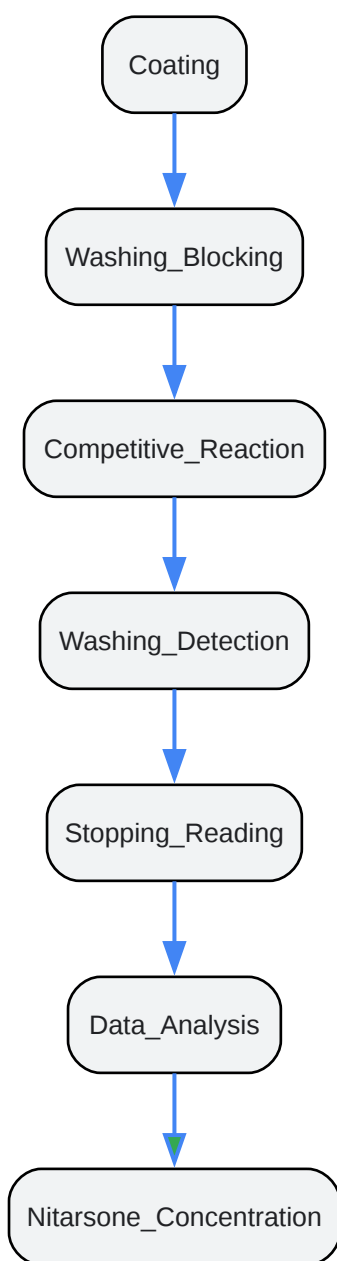 Coating
Washing_Blocking
Competitive_Reaction
Washing_Detection
Stopping_Reading
Data_Analysis
Nitarsone_Concentration